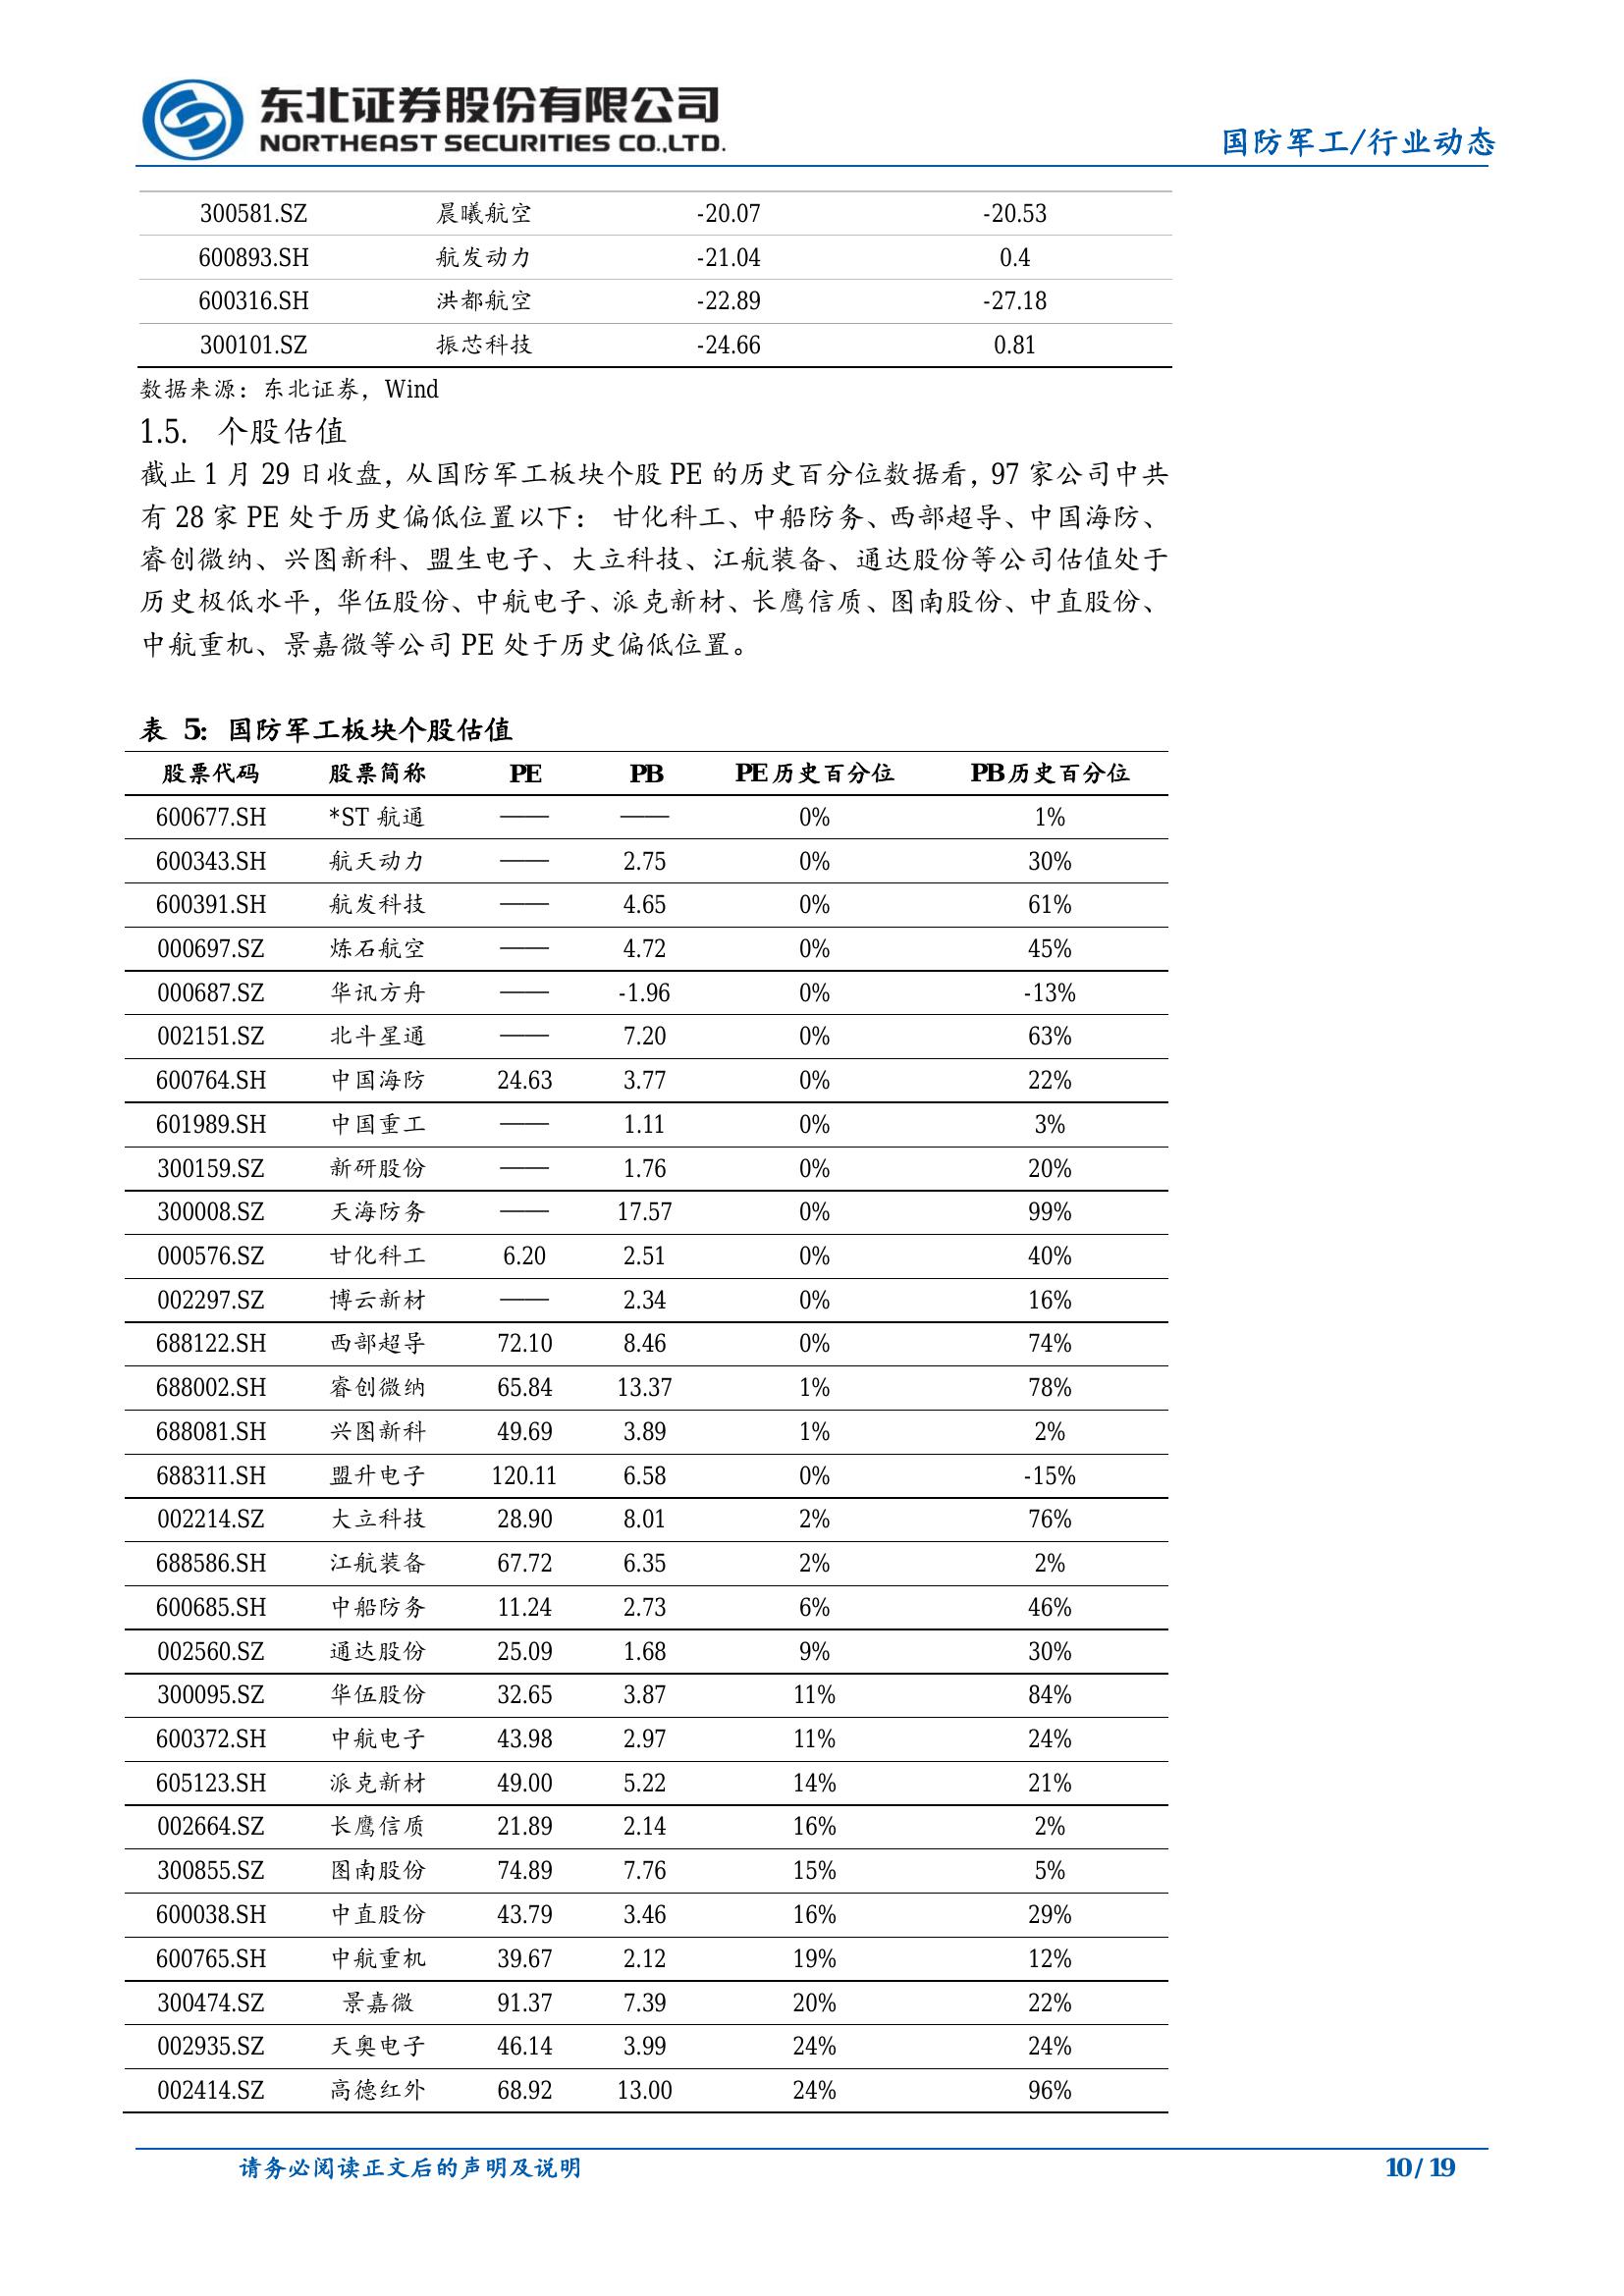 东北证券股份有限公司
NORTHEAST SECURITIES CO.,LTD.
国防军工/行业动态
300581.SZ 晨曦航空 -20.07 -20.53
600893.SH 航发动力 -21.04 0.4
600316.SH 洪都航空 -22.89 -27.18
300101.SZ 振芯科技 -24.66 0.81
数据来源：东北证券，Wind
1.5. 个股估值
截止 1 月 29 日收盘，从国防军工板块个股 PE 的历史百分位数据看，97 家公司中共
有 28 家 PE 处于历史偏低位置以下： 甘化科工、中船防务、西部超导、中国海防、
睿创微纳、兴图新科、盟生电子、大立科技、江航装备、通达股份等公司估值处于
历史极低水平，华伍股份、中航电子、派克新材、长鹰信质、图南股份、中直股份、
中航重机、景嘉微等公司 PE 处于历史偏低位置。
表 5：国防军工板块个股估值
股票代码 股票简称 PE PB PE 历史百分位 PB 历史百分位
600677.SH *ST 航通 —— —— 0% 1%
600343.SH 航天动力 —— 2.75 0% 30%
600391.SH 航发科技 —— 4.65 0% 61%
000697.SZ 炼石航空 —— 4.72 0% 45%
000687.SZ 华讯方舟 —— -1.96 0% -13%
002151.SZ 北斗星通 —— 7.20 0% 63%
600764.SH 中国海防 24.63 3.77 0% 22%
601989.SH 中国重工 —— 1.11 0% 3%
300159.SZ 新研股份 —— 1.76 0% 20%
300008.SZ 天海防务 —— 17.57 0% 99%
000576.SZ 甘化科工 6.20 2.51 0% 40%
002297.SZ 博云新材 —— 2.34 0% 16%
688122.SH 西部超导 72.10 8.46 0% 74%
688002.SH 睿创微纳 65.84 13.37 1% 78%
688081.SH 兴图新科 49.69 3.89 1% 2%
688311.SH 盟升电子 120.11 6.58 0% -15%
002214.SZ 大立科技 28.90 8.01 2% 76%
688586.SH 江航装备 67.72 6.35 2% 2%
600685.SH 中船防务 11.24 2.73 6% 46%
002560.SZ 通达股份 25.09 1.68 9% 30%
300095.SZ 华伍股份 32.65 3.87 11% 84%
600372.SH 中航电子 43.98 2.97 11% 24%
605123.SH 派克新材 49.00 5.22 14% 21%
002664.SZ 长鹰信质 21.89 2.14 16% 2%
300855.SZ 图南股份 74.89 7.76 15% 5%
600038.SH 中直股份 43.79 3.46 16% 29%
600765.SH 中航重机 39.67 2.12 19% 12%
300474.SZ 景嘉微 91.37 7.39 20% 22%
002935.SZ 天奥电子 46.14 3.99 24% 24%
002414.SZ 高德红外 68.92 13.00 24% 96%
请务必阅读正文后的声明及说明
10 / 19